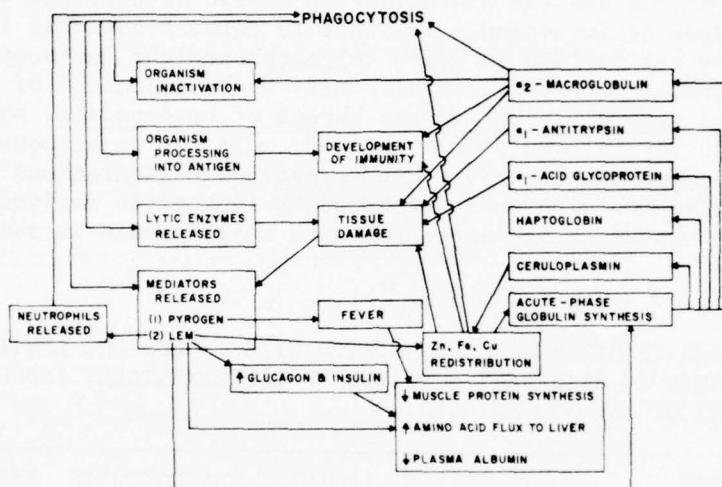 PHAGOCYTOSIS
ORGANISM
INACTIVATION
α2 – MACROGLOBULIN
ORGANISM
PROCESSING
INTO ANTIGEN
DEVELOPMENT
OF IMMUNITY
α1 – ANTITRYPSIN
α1 – ACID GLYCOPROTEIN
LYTIC ENZYMES
RELEASED
TISSUE
DAMAGE
HAPTOGLOBIN
CERULOPLASMIN
MEDIATORS
RELEASED
(1) PYROGEN
(2) LEM
NEUTROPHILS
RELEASED
FEVER
ACUTE – PHASE
GLOBULIN SYNTHESIS
Zn, Fe, Cu
REDISTRIBUTION
↑ GLUCAGON & INSULIN
↓ MUSCLE PROTEIN SYNTHESIS
↑ AMINO ACID FLUX TO LIVER
↓ PLASMA ALBUMIN